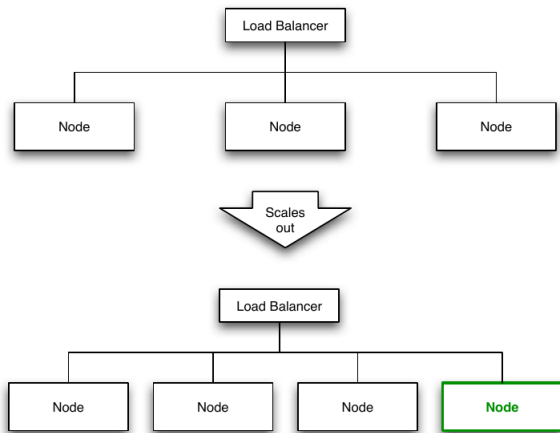 Load Balancer
Node Node Node
Scales
out
Load Balancer
Node Node Node Node